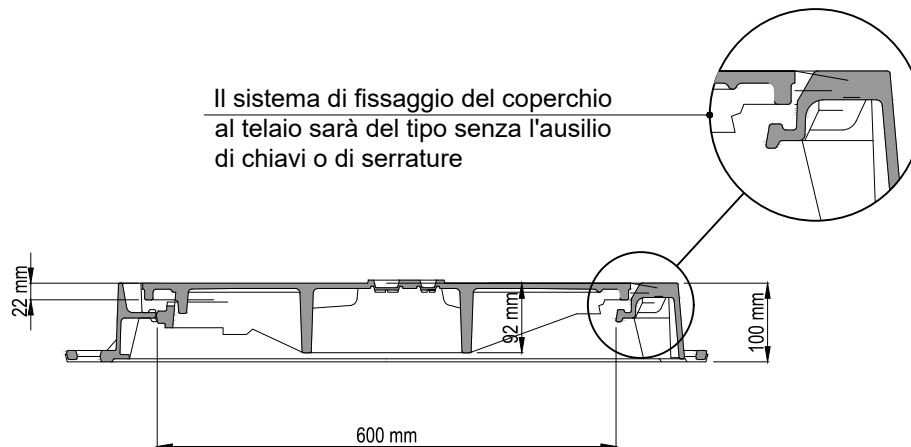 Il sistema di fissaggio del coperchio
al telaio sarà del tipo senza l'ausilio
di chiavi o di serrature
22 mm
92 mm
100 mm
600 mm